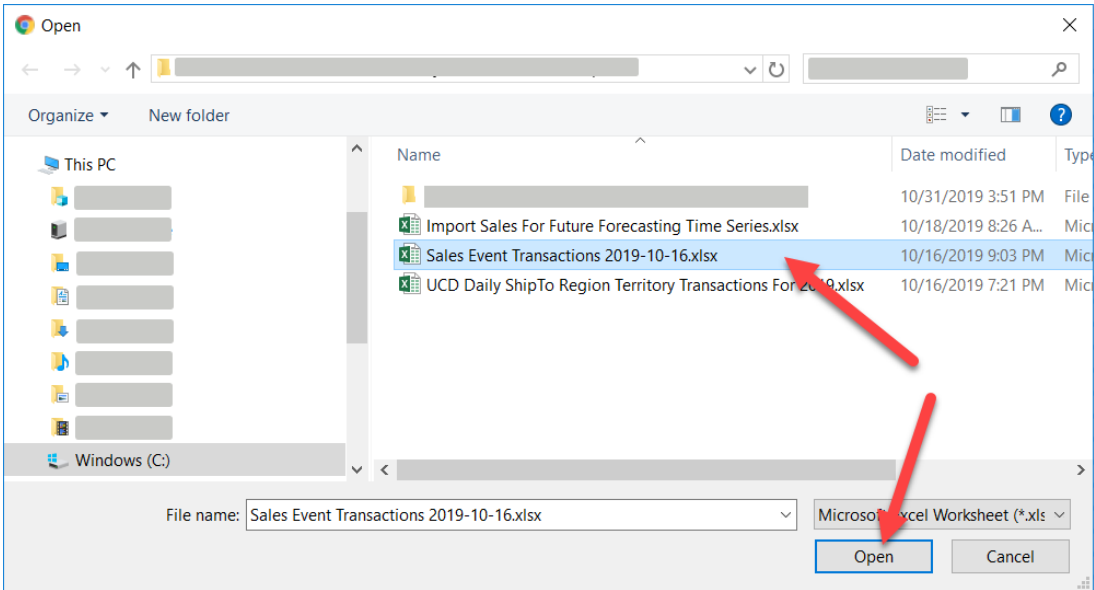 Open
Organize New folder
This PC
Windows (C:)
Name Date modified Type
10/31/2019 3:51 PM File
Import Sales For Future Forecasting Time Series.xlsx 10/18/2019 8:26 A... Micr
Sales Event Transactions 2019-10-16.xlsx 10/16/2019 9:03 PM Micr
UCD Daily ShipTo Region Territory Transactions For 2019.xlsx 10/16/2019 7:21 PM Micr
File name: Sales Event Transactions 2019-10-16.xlsx Microsoft Excel Worksheet (*.xls
Open Cancel